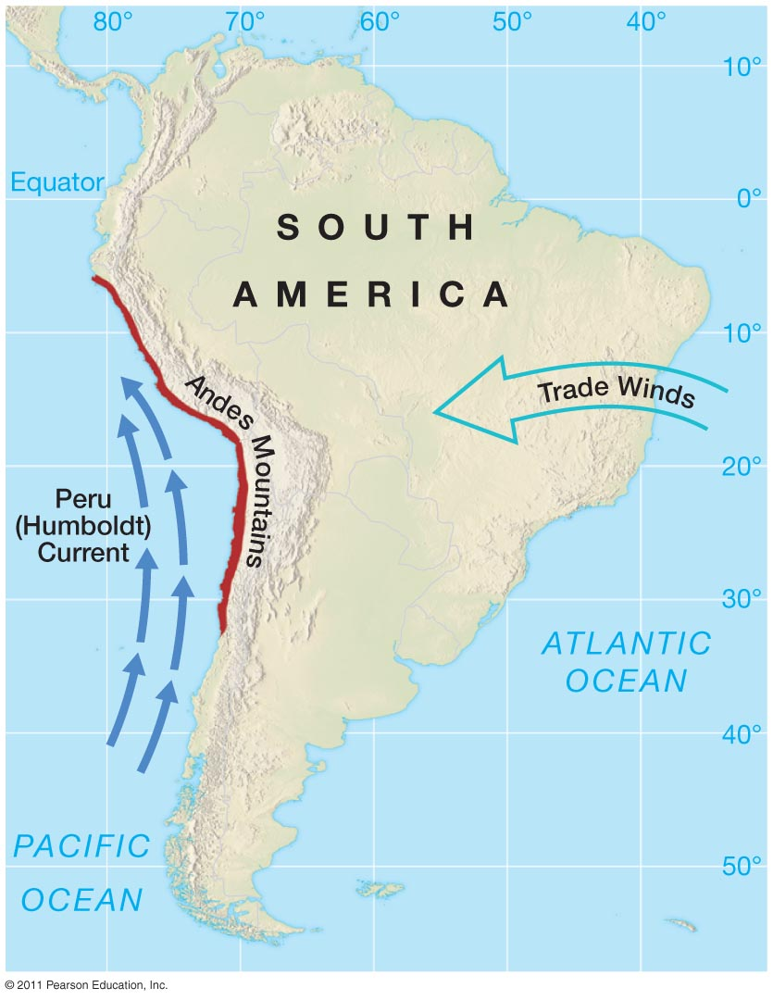 80°
70°
60°
50°
40°
10°
Equator
0°
SOUTH
AMERICA
10°
Trade Winds
Andes Mountains
20°
Peru
(Humboldt)
Current
30°
ATLANTIC
OCEAN
40°
PACIFIC
OCEAN
50°
© 2011 Pearson Education, Inc.